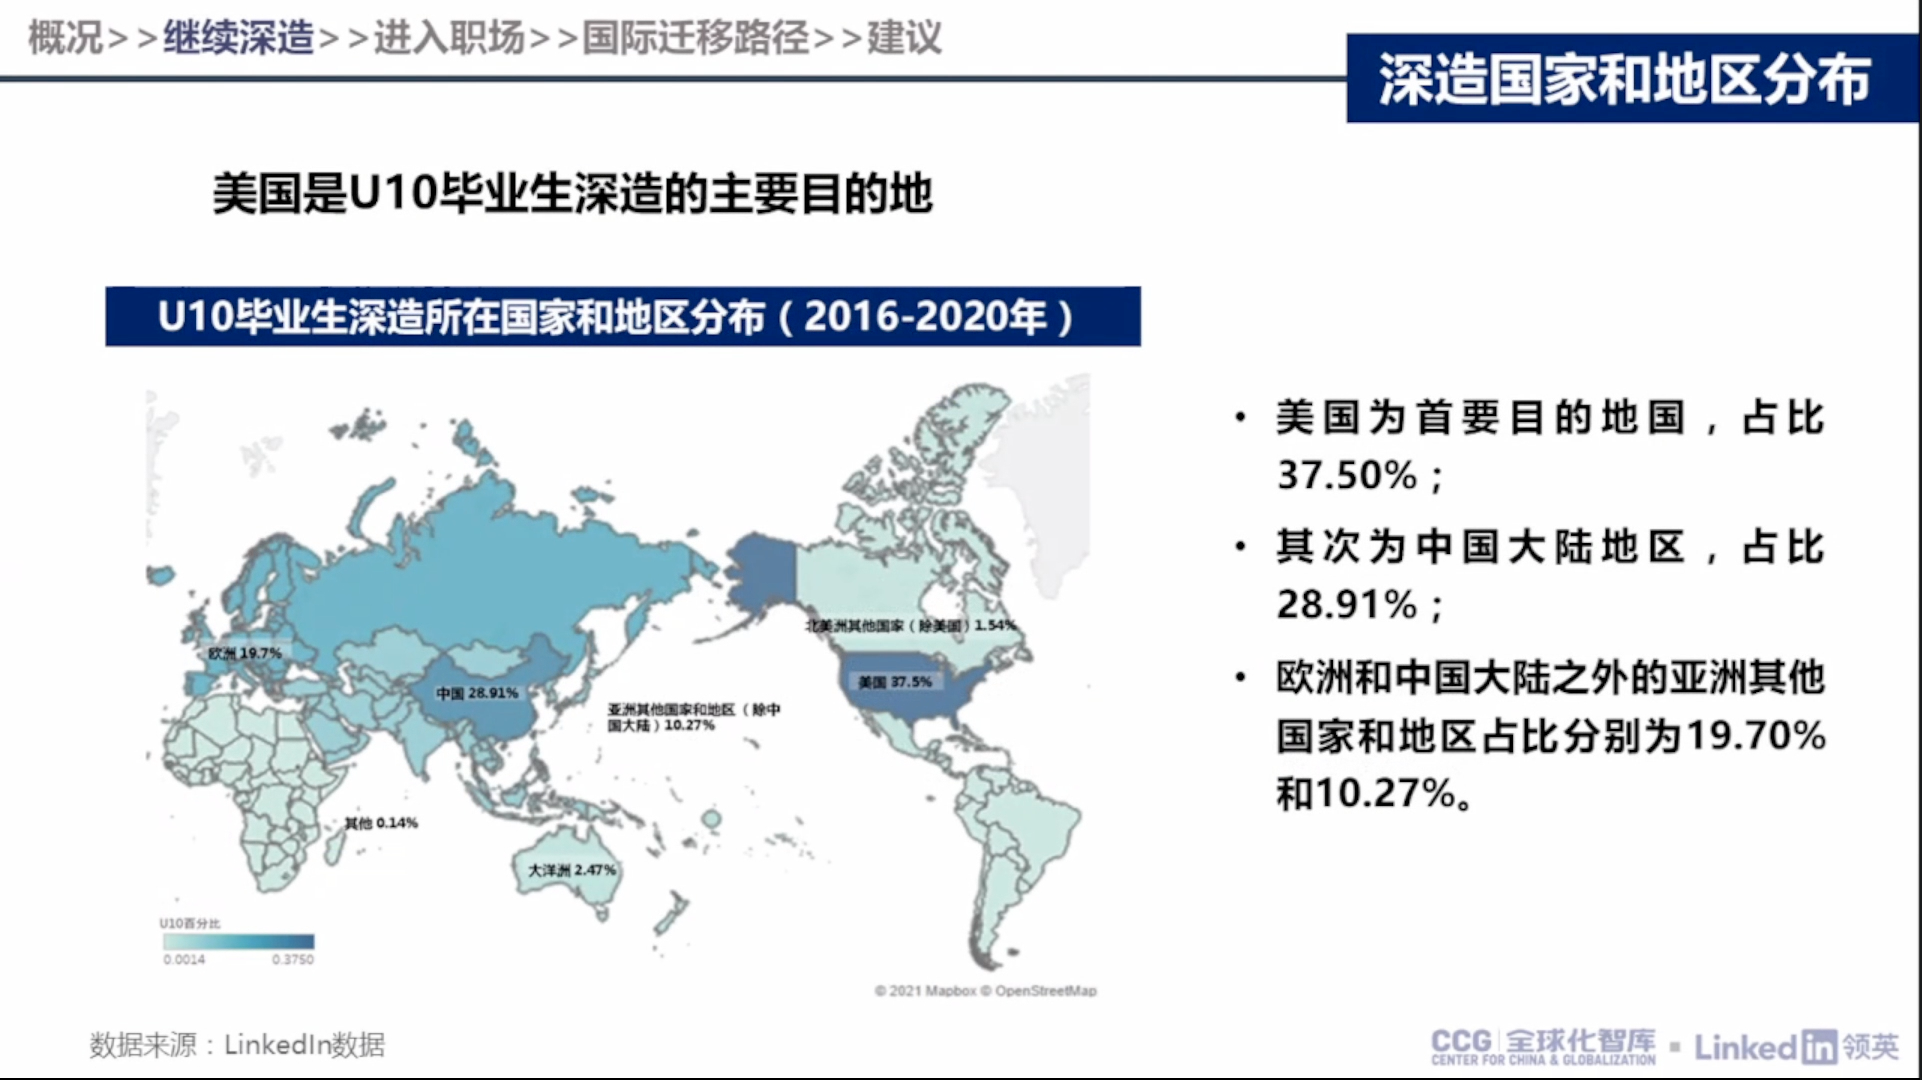 概况>>继续深造>>进入职场>>国际迁移路径>>建议
深造国家和地区分布
美国是U10毕业生深造的主要目的地
U10毕业生深造所在国家和地区分布（2016-2020年）
北美洲其他国家（除美国）1.54%
欧洲 19.7%
中国 28.91%
美国 37.5%
亚洲其他国家和地区（除中
国大陆）10.27%
其他 0.14%
大洋洲 2.47%
U10百分比
0.0014 0.3750
© 2021 Mapbox © OpenStreetMap
• 美国为首要目的地国，占比
37.50%；
• 其次为中国大陆地区，占比
28.91%；
• 欧洲和中国大陆之外的亚洲其他
国家和地区占比分别为19.70%
和10.27%。
数据来源：LinkedIn数据
CCG 全球化智库
CENTER FOR CHINA & GLOBALIZATION
LinkedIn 领英